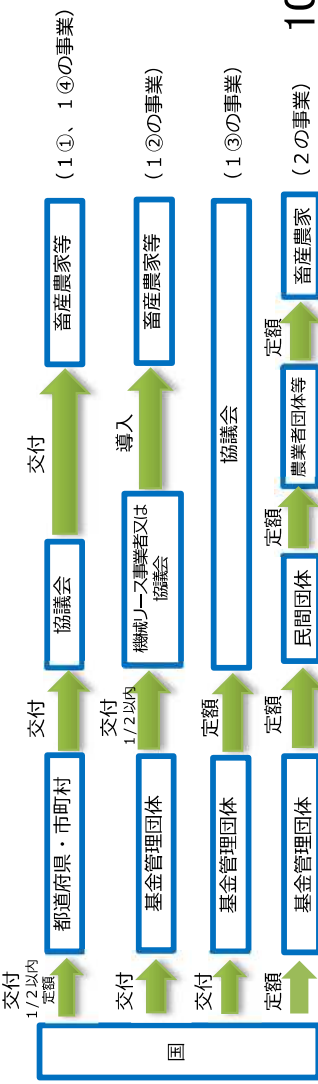 国
交付
1/2以内
定額
都道府県・市町村
交付
協議会
交付
畜産農家等
（1①、1④の事業）
交付
基金管理団体
交付
1/2以内
機械リース事業者又は
協議会
導入
畜産農家等
（1②の事業）
交付
基金管理団体
定額
協議会
（1③の事業）
定額
基金管理団体
定額
民間団体
定額
農業者団体等
定額
畜産農家
（2の事業）
10